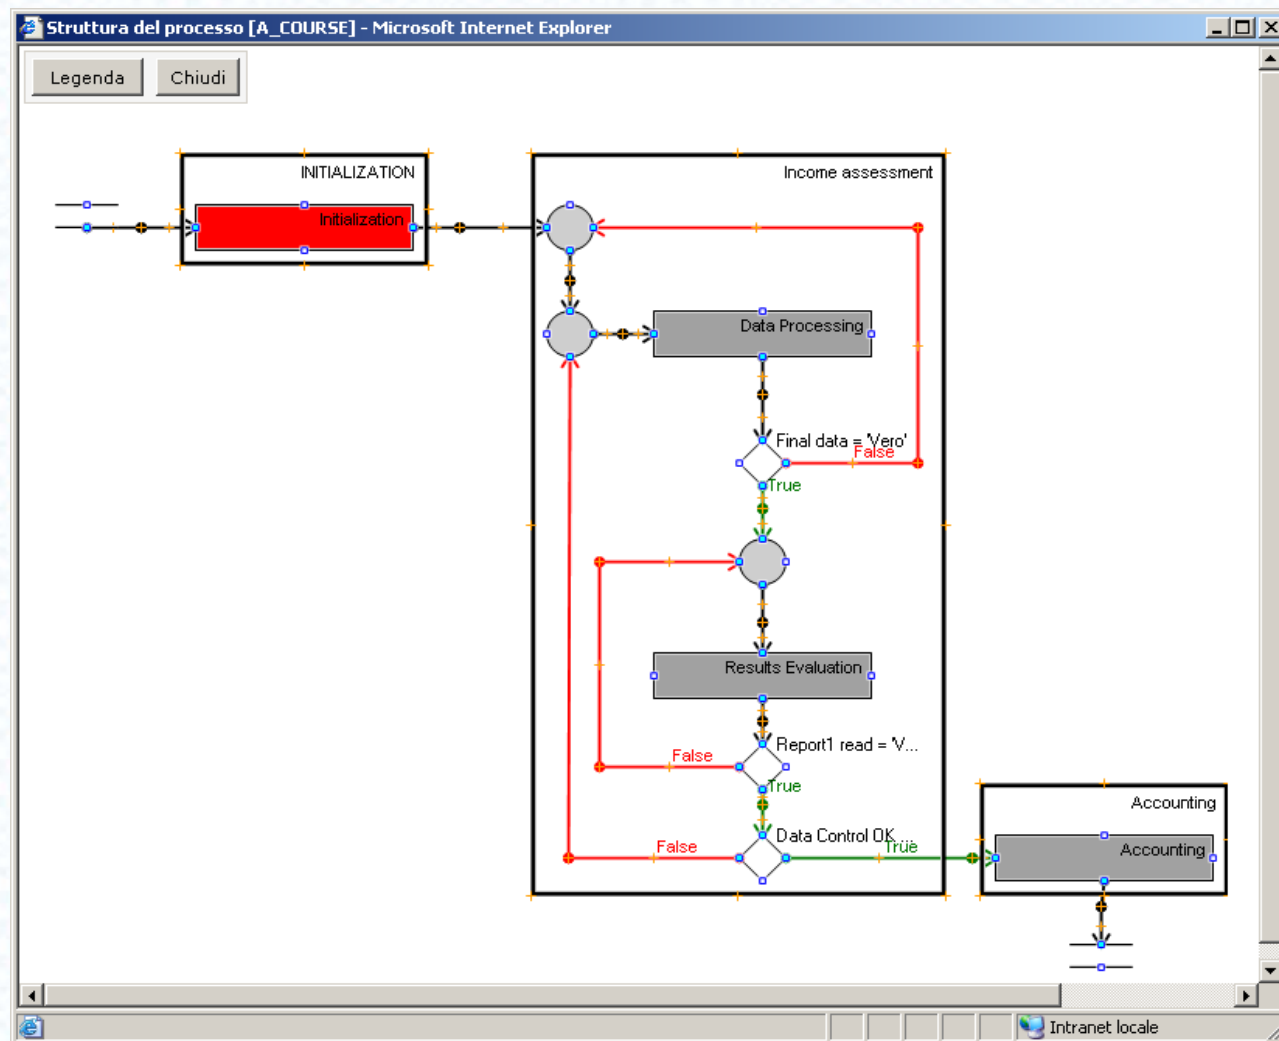 Struttura del processo [A_COURSE] - Microsoft Internet Explorer
Legenda Chiudi
INITIALIZATION
Initialization
Income assessment
Data Processing
Final data = 'Vero'
False
True
Results Evaluation
Report1 read = 'V...
False
True
Data Control OK ...
False
True
Accounting
Accounting
Intranet locale